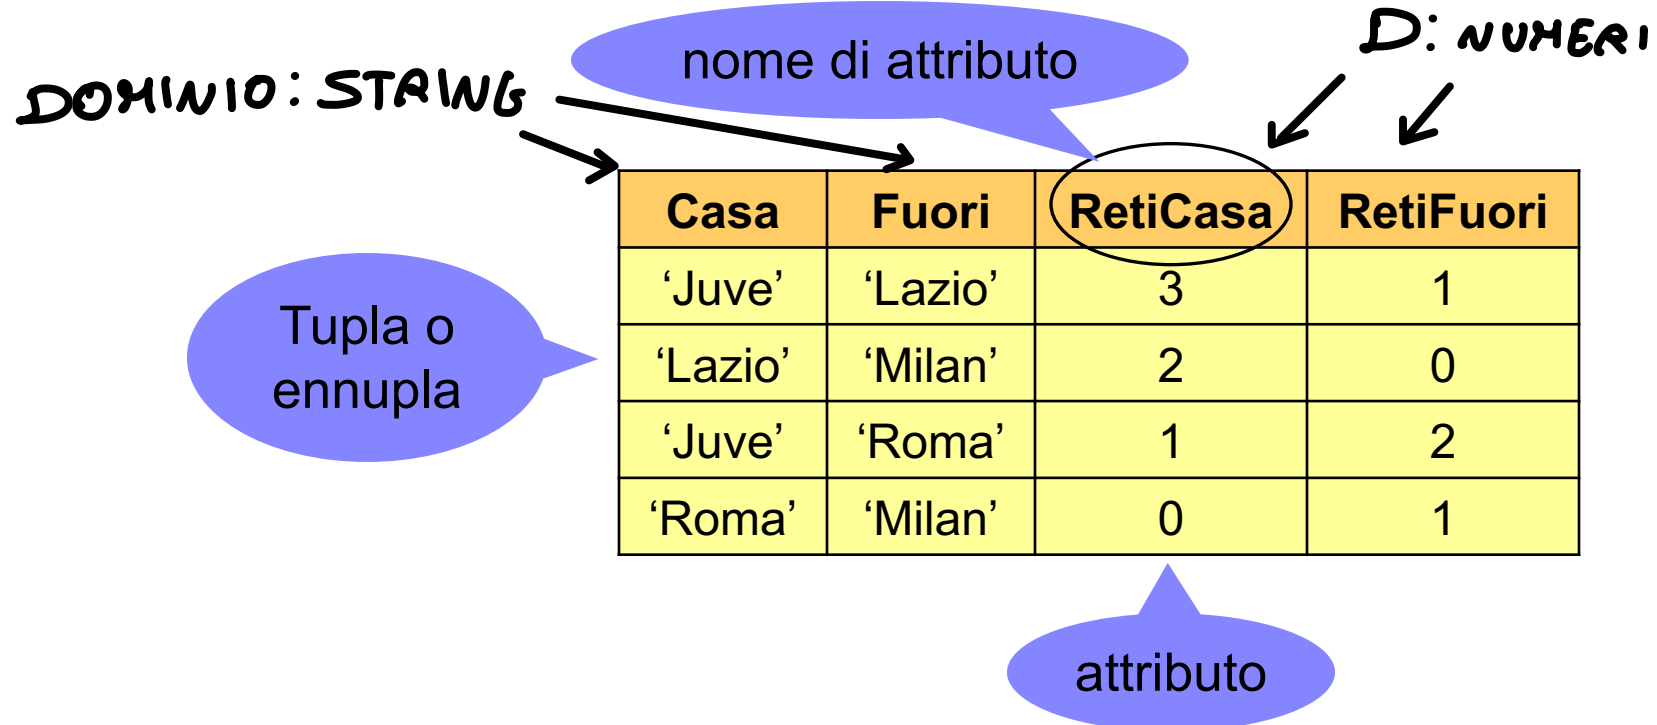 nome di attributo
D: NUMERI
DOMINIO: STRING
Casa Fuori RetiCasa RetiFuori
‘Juve’ ‘Lazio’ 3 1
‘Lazio’ ‘Milan’ 2 0
‘Juve’ ‘Roma’ 1 2
‘Roma’ ‘Milan’ 0 1
Tupla o
ennupla
attributo